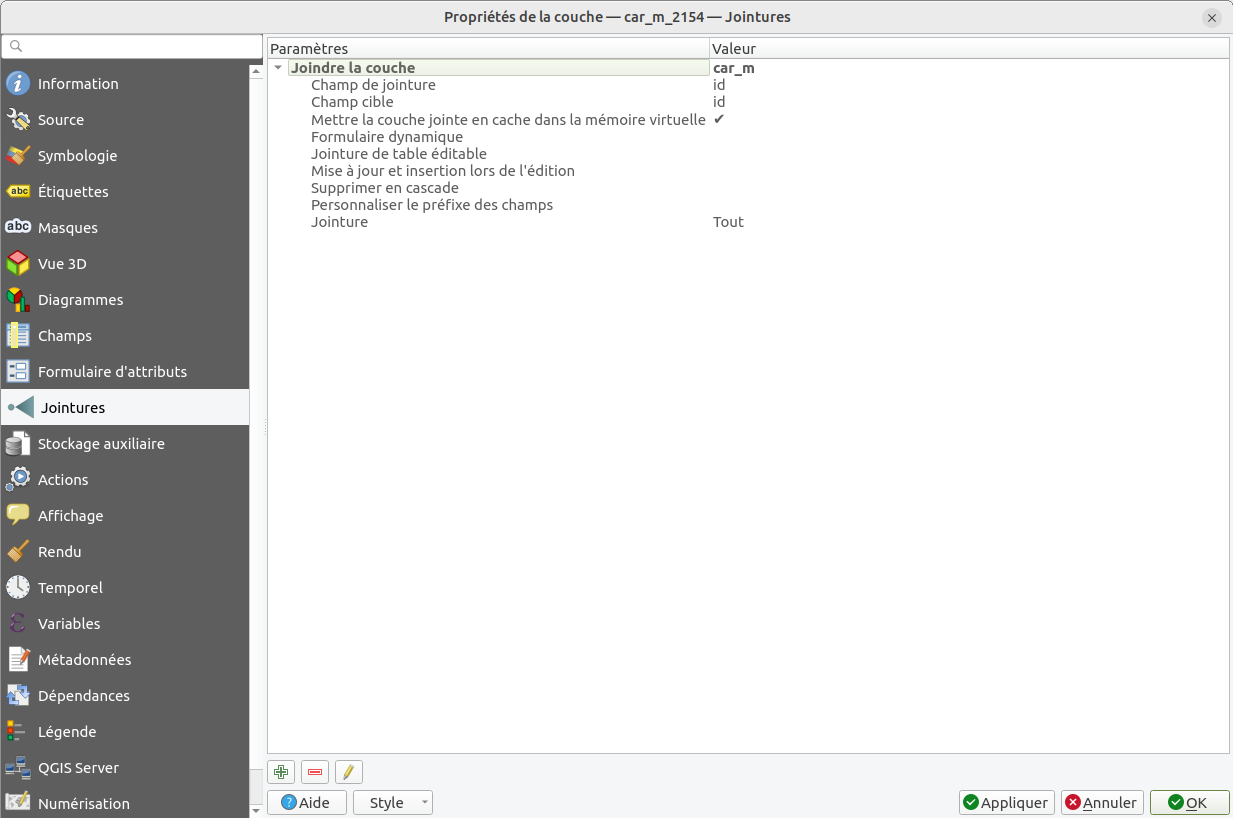 Propriétés de la couche — car_m_2154 — Jointures
Information
Source
Symbologie
abc Étiquettes
abc Masques
Vue 3D
Diagrammes
Champs
Formulaire d'attributs
Jointures
Stockage auxiliaire
Actions
Affichage
Rendu
Temporel
Variables
Métadonnées
Dépendances
Légende
QGIS Server
Numérisation
Paramètres Valeur
Joindre la couche car_m
Champ de jointure id
Champ cible id
Mettre la couche jointe en cache dans la mémoire virtuelle ✔
Formulaire dynamique
Jointure de table éditable
Mise à jour et insertion lors de l'édition
Supprimer en cascade
Personnaliser le préfixe des champs
Jointure Tout
Aide Style Appliquer Annuler OK